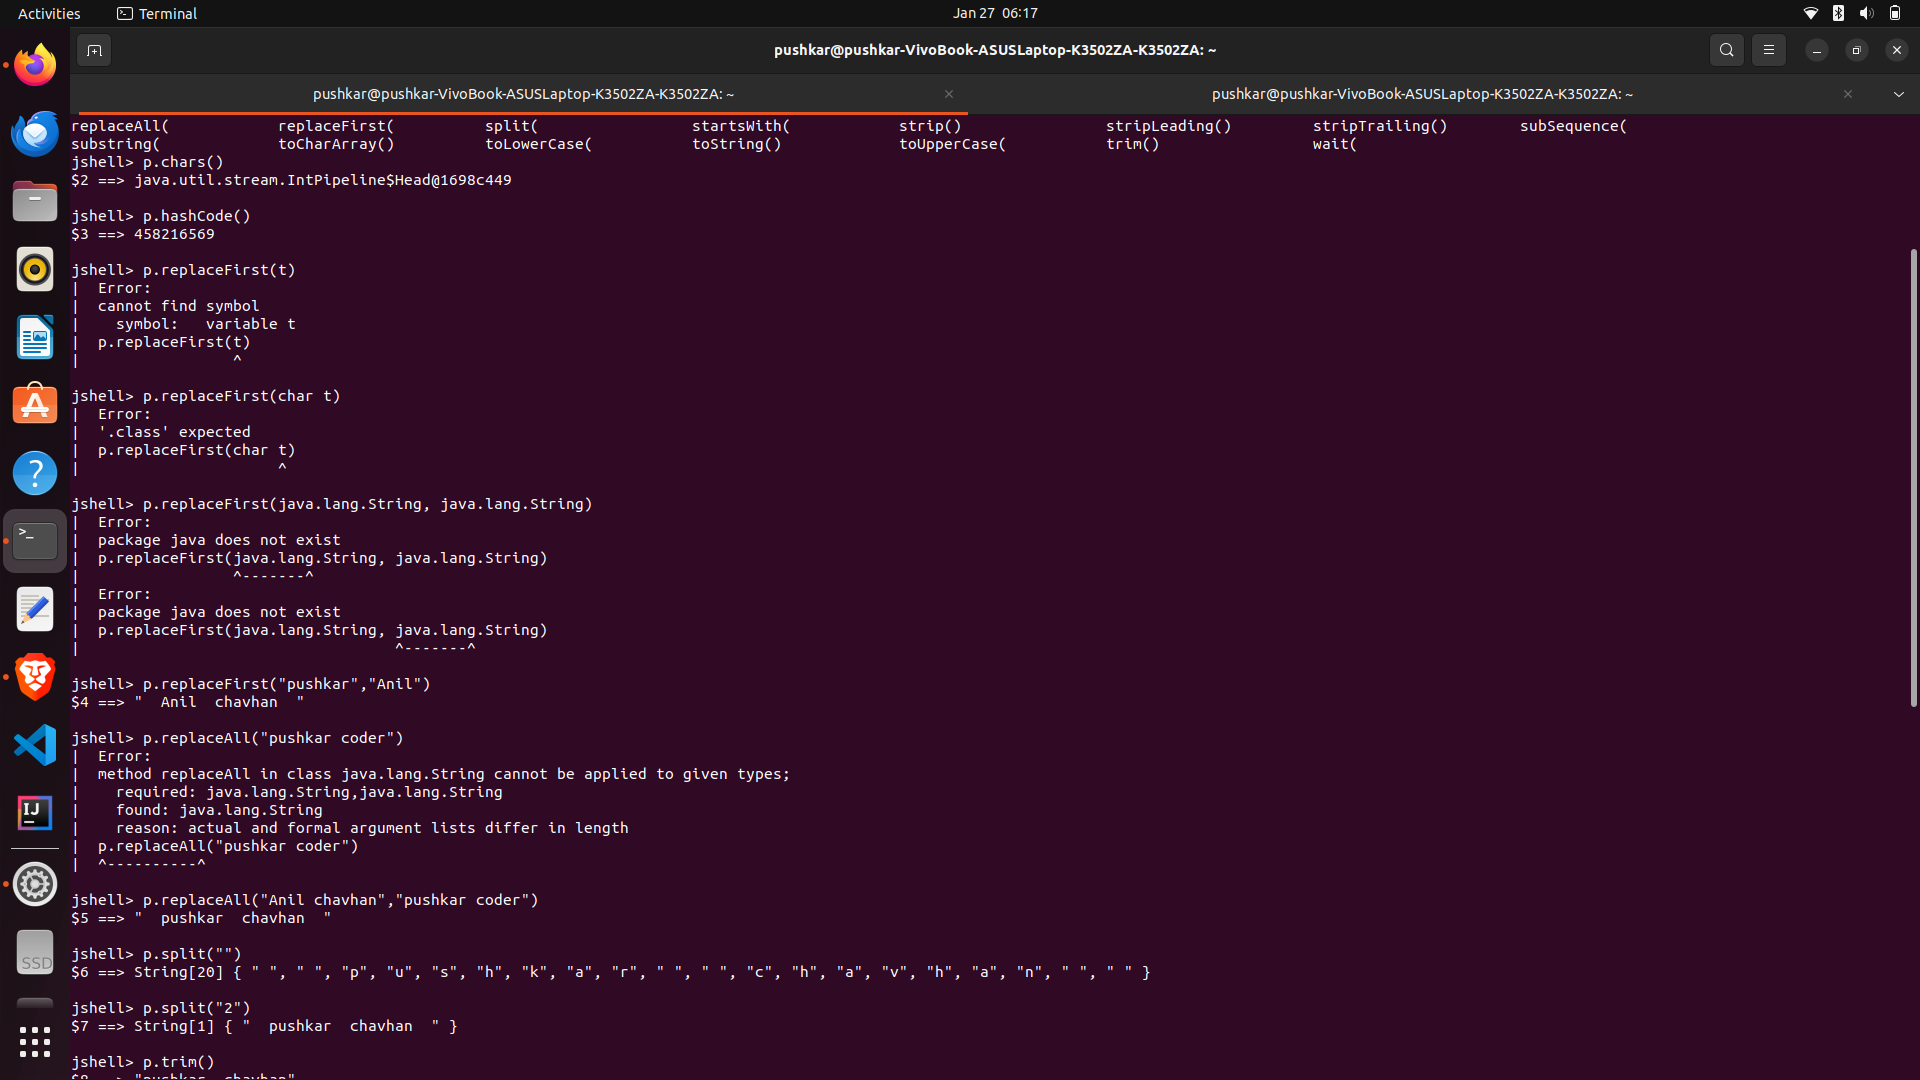 Activities Terminal Jan 27 06:17
pushkar@pushkar-VivoBook-ASUSLaptop-K3502ZA-K3502ZA: ~
pushkar@pushkar-VivoBook-ASUSLaptop-K3502ZA-K3502ZA: ~ pushkar@pushkar-VivoBook-ASUSLaptop-K3502ZA-K3502ZA: ~
replaceAll( replaceFirst( split( startsWith( strip() stripLeading() stripTrailing() subSequence(
substring( toCharArray() toLowerCase( toString() toUpperCase( trim() wait(
jshell> p.chars()
$2 ==> java.util.stream.IntPipeline$Head@1698c449
jshell> p.hashCode()
$3 ==> 458216569
jshell> p.replaceFirst(t)
|  Error:
|  cannot find symbol
|    symbol:   variable t
|  p.replaceFirst(t)
|                 ^
jshell> p.replaceFirst(char t)
|  Error:
|  '.class' expected
|  p.replaceFirst(char t)
|                      ^
jshell> p.replaceFirst(java.lang.String, java.lang.String)
|  Error:
|  package java does not exist
|  p.replaceFirst(java.lang.String, java.lang.String)
|                 ^-------^
|  Error:
|  package java does not exist
|  p.replaceFirst(java.lang.String, java.lang.String)
|                                   ^-------^
jshell> p.replaceFirst("pushkar","Anil")
$4 ==> "  Anil  chavhan  "
jshell> p.replaceAll("pushkar coder")
|  Error:
|  method replaceAll in class java.lang.String cannot be applied to given types;
|    required: java.lang.String,java.lang.String
|    found: java.lang.String
|    reason: actual and formal argument lists differ in length
|  p.replaceAll("pushkar coder")
|  ^----------^
jshell> p.replaceAll("Anil chavhan","pushkar coder")
$5 ==> "  pushkar  chavhan  "
jshell> p.split("")
$6 ==> String[20] { " ", " ", "p", "u", "s", "h", "k", "a", "r", " ", " ", "c", "h", "a", "v", "h", "a", "n", " ", " " }
jshell> p.split("2")
$7 ==> String[1] { "  pushkar  chavhan  " }
jshell> p.trim()
$8 ==> "pushkar  chavhan"
IJ
SSD